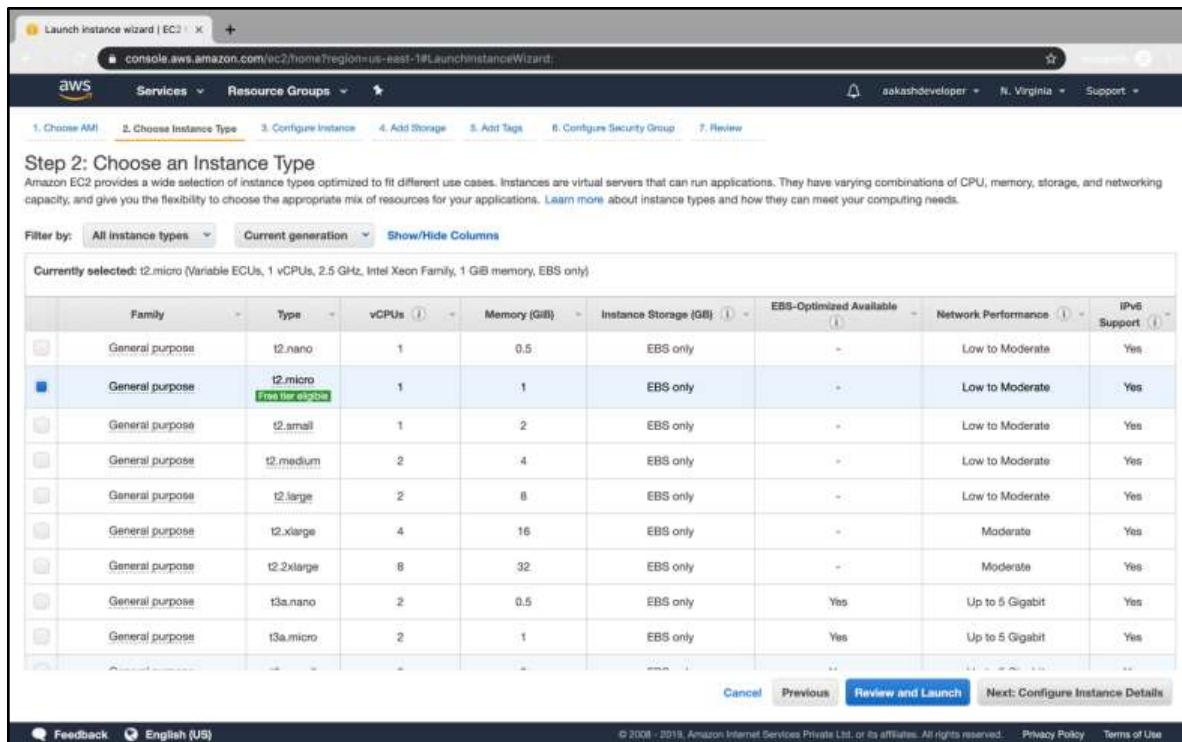 Launch instance wizard | EC2
console.aws.amazon.com/ec2/home?region=us-east-1#LaunchInstanceWizard:
aws Services Resource Groups aakashdeveloper N. Virginia Support
1. Choose AMI 2. Choose Instance Type 3. Configure Instance 4. Add Storage 5. Add Tags 6. Configure Security Group 7. Review
Step 2: Choose an Instance Type
Amazon EC2 provides a wide selection of instance types optimized to fit different use cases. Instances are virtual servers that can run applications. They have varying combinations of CPU, memory, storage, and networking
capacity, and give you the flexibility to choose the appropriate mix of resources for your applications. Learn more about instance types and how they can meet your computing needs.
Filter by: All instance types Current generation Show/Hide Columns
Currently selected: t2.micro (Variable ECUs, 1 vCPUs, 2.5 GHz, Intel Xeon Family, 1 GiB memory, EBS only)
Family Type vCPUs Memory (GiB) Instance Storage (GB) EBS-Optimized Available Network Performance IPv6 Support
General purpose t2.nano 1 0.5 EBS only - Low to Moderate Yes
General purpose t2.micro Free tier eligible 1 1 EBS only - Low to Moderate Yes
General purpose t2.small 1 2 EBS only - Low to Moderate Yes
General purpose t2.medium 2 4 EBS only - Low to Moderate Yes
General purpose t2.large 2 8 EBS only - Low to Moderate Yes
General purpose t2.xlarge 4 16 EBS only - Moderate Yes
General purpose t2.2xlarge 8 32 EBS only - Moderate Yes
General purpose t3a.nano 2 0.5 EBS only Yes Up to 5 Gigabit Yes
General purpose t3a.micro 2 1 EBS only Yes Up to 5 Gigabit Yes
Cancel Previous Review and Launch Next: Configure Instance Details
Feedback English (US) © 2008 - 2019, Amazon Internet Services Private Ltd. or its affiliates. All rights reserved. Privacy Policy Terms of Use